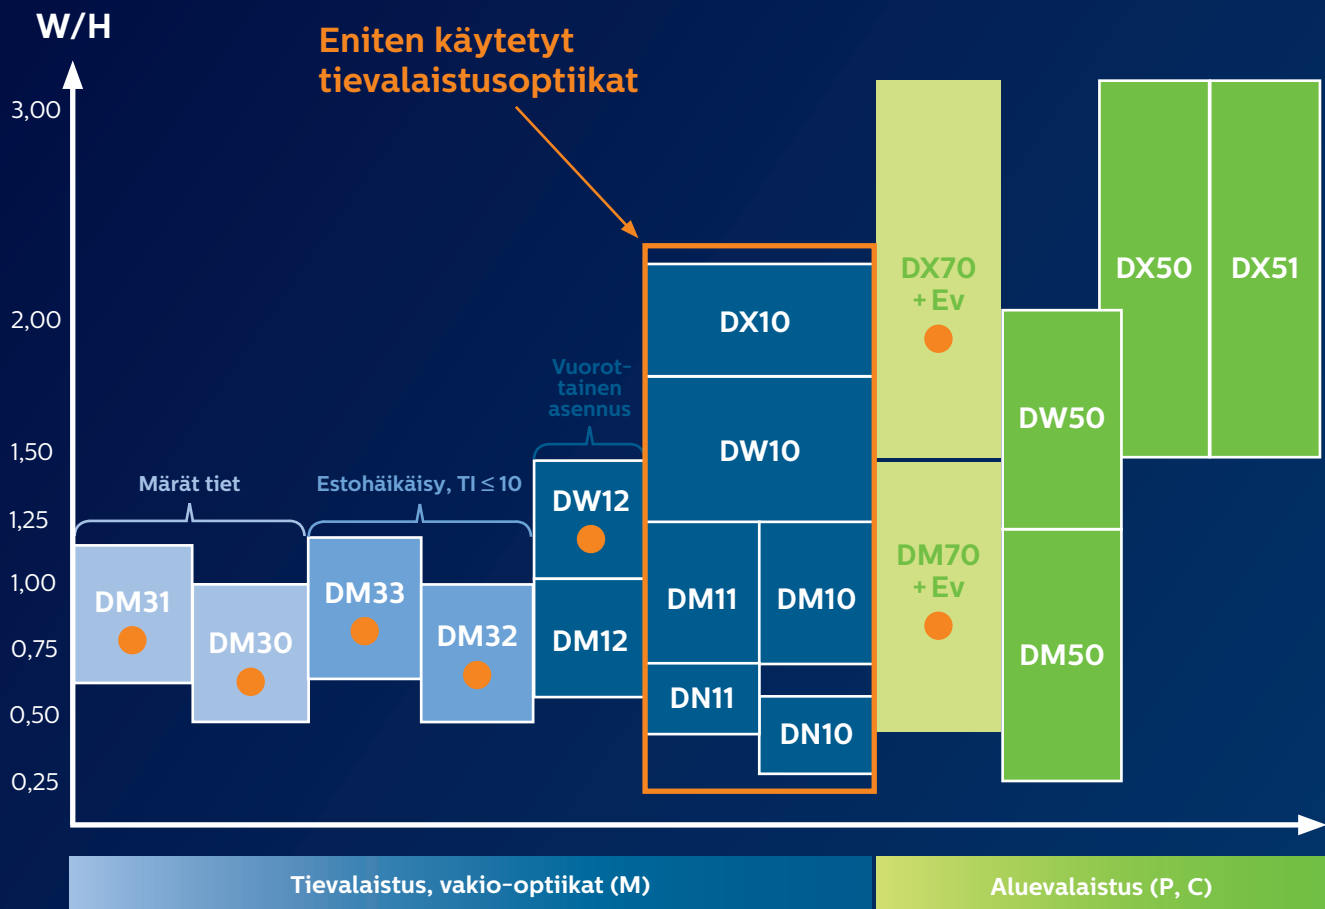 W/H
Eniten käytetyt
tievalaistusoptiikat
3,00
2,00
1,50
1,25
1,00
0,75
0,50
0,25
Märät tiet
Estohäikäisy, TI ≤ 10
Vuorot-
tainen
asennus
DM31
DM30
DM33
DM32
DW12
DM12
DX10
DW10
DM11
DM10
DN11
DN10
DX70
+ Ev
DM70
+ Ev
DW50
DM50
DX50
DX51
Tievalaistus, vakio-optiikat (M)
Aluevalaistus (P, C)